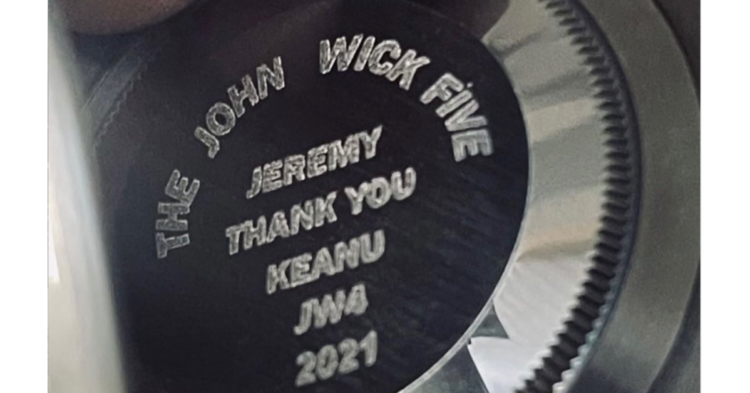 THE JOHN WICK FIVE
JEREMY
THANK YOU
KEANU
JW4
2021